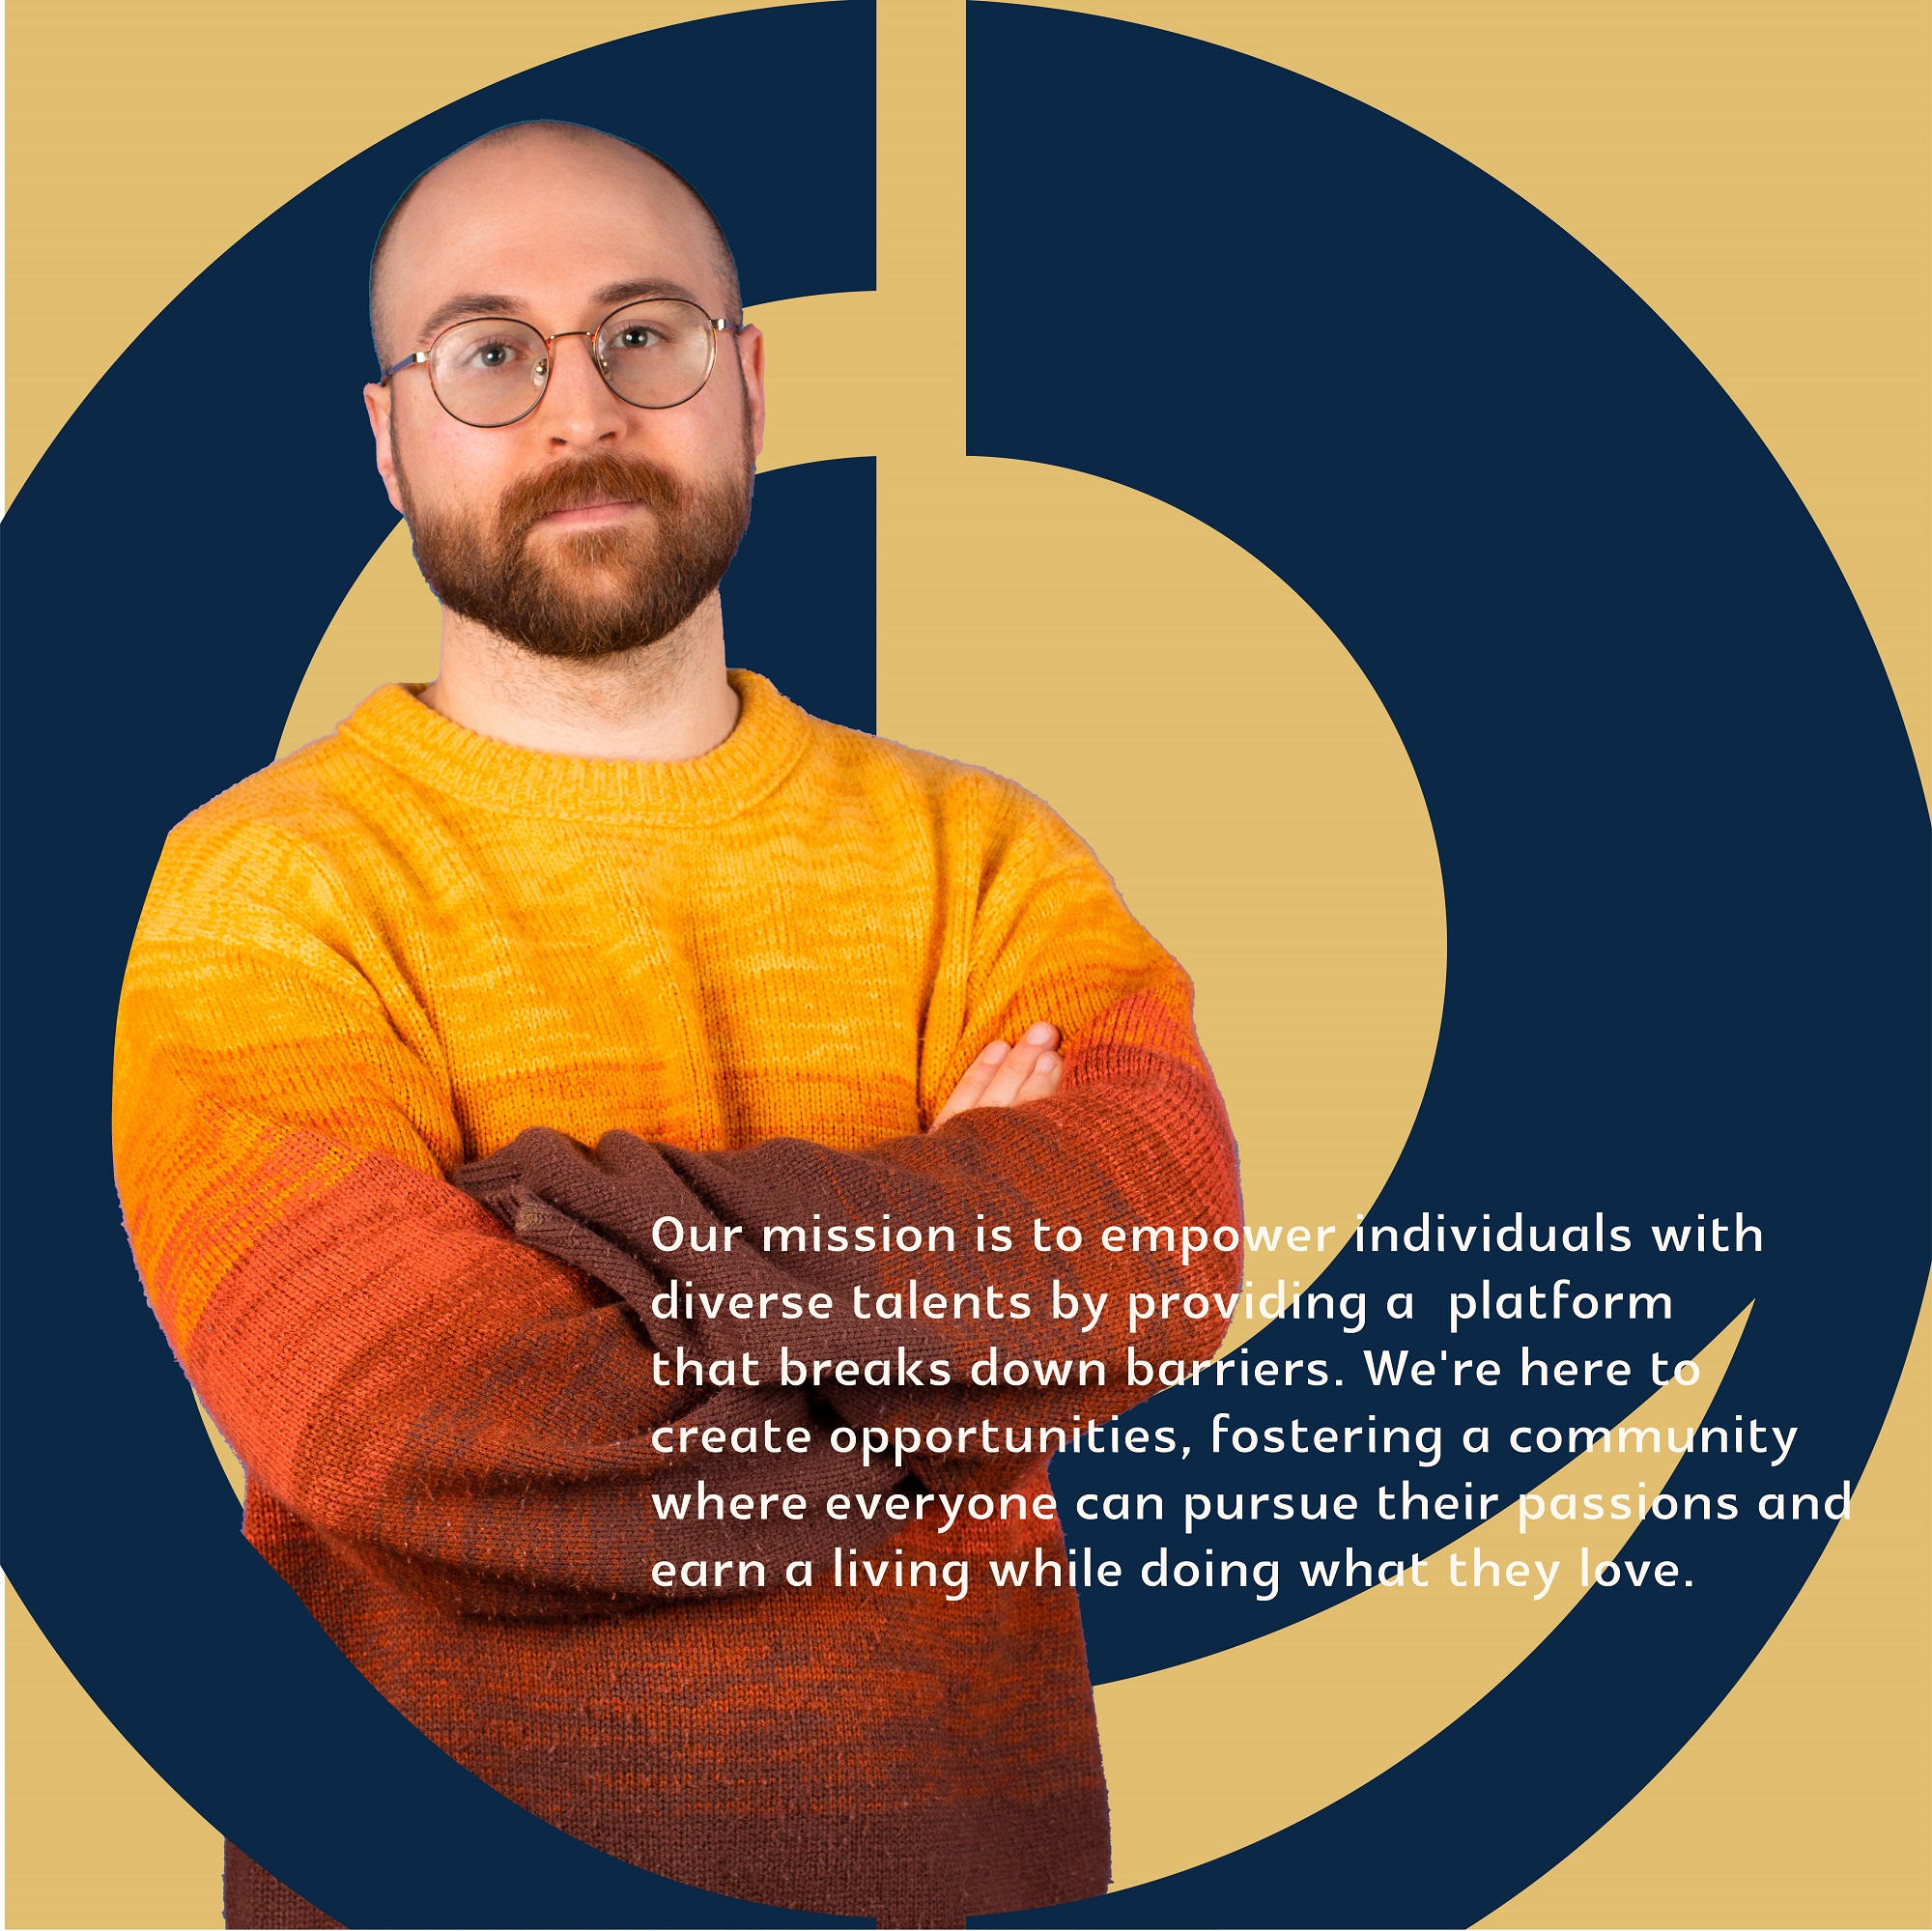 Our mission is to empower individuals with
diverse talents by providing a  platform
that breaks down barriers. We're here to
create opportunities, fostering a community
where everyone can pursue their passions and
earn a living while doing what they love.